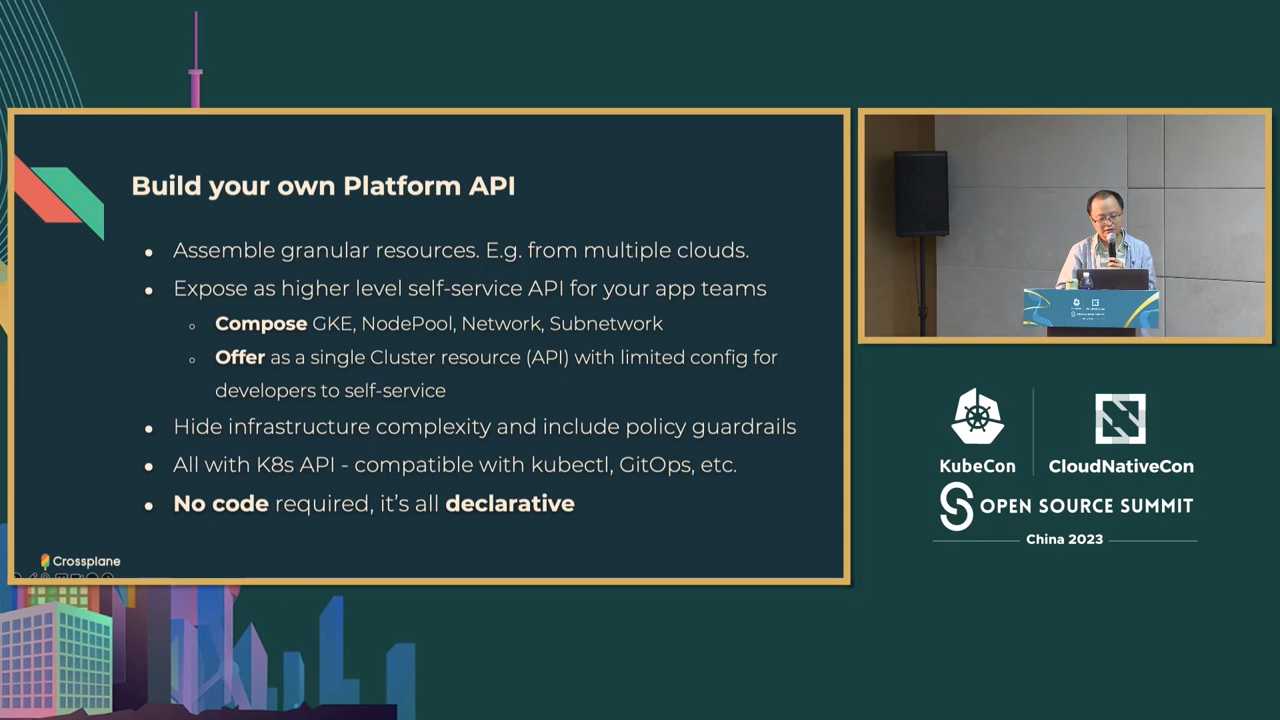 Build your own Platform API
• Assemble granular resources. E.g. from multiple clouds.
• Expose as higher level self-service API for your app teams
○ Compose GKE, NodePool, Network, Subnetwork
○ Offer as a single Cluster resource (API) with limited config for
developers to self-service
• Hide infrastructure complexity and include policy guardrails
• All with K8s API - compatible with kubectl, GitOps, etc.
• No code required, it's all declarative
Crossplane
KubeCon
CloudNativeCon
OPEN SOURCE SUMMIT
China 2023